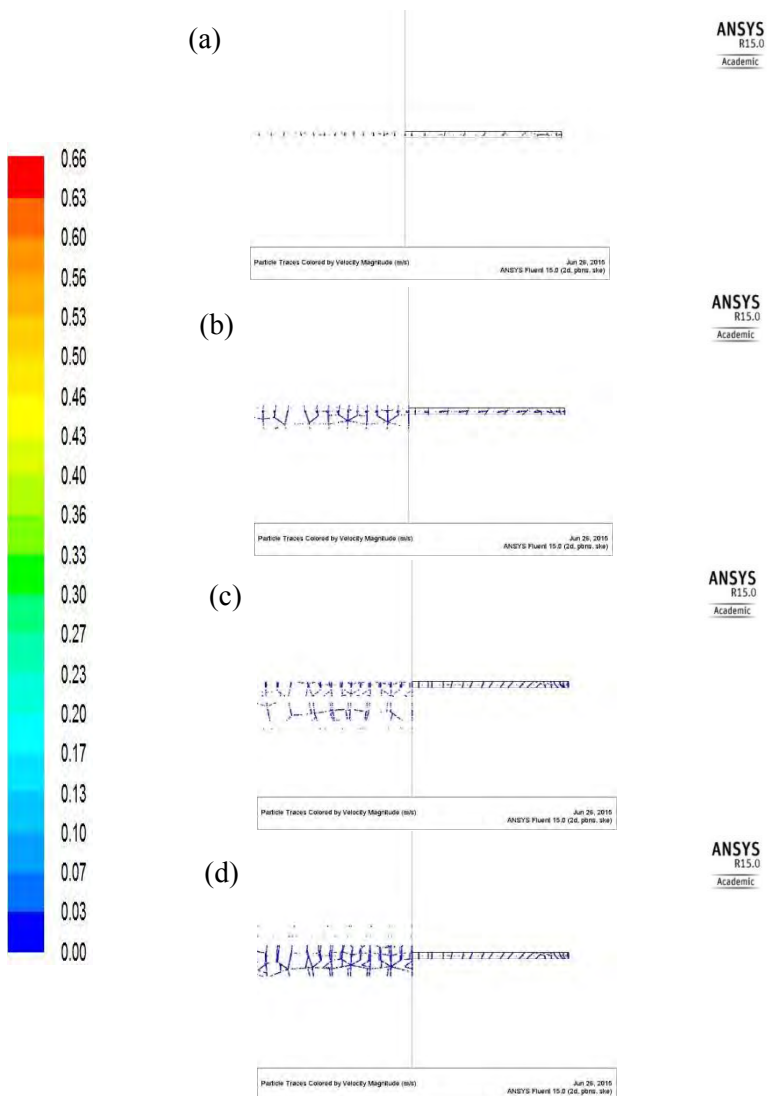 (a)
ANSYS
R15.0
Academic
0.66
0.63
0.60
0.56
0.53
0.50
0.46
0.43
0.40
0.36
0.33
0.30
0.27
0.23
0.20
0.17
0.13
0.10
0.07
0.03
0.00
Particle Traces Colored by Velocity Magnitude (m/s)
Jun 26, 2015
ANSYS Fluent 15.0 (2d, pbns, ske)
(b)
ANSYS
R15.0
Academic
Particle Traces Colored by Velocity Magnitude (m/s)
Jun 26, 2015
ANSYS Fluent 15.0 (2d, pbns, ske)
(c)
ANSYS
R15.0
Academic
Particle Traces Colored by Velocity Magnitude (m/s)
Jun 26, 2015
ANSYS Fluent 15.0 (2d, pbns, ske)
(d)
ANSYS
R15.0
Academic
Particle Traces Colored by Velocity Magnitude (m/s)
Jun 26, 2015
ANSYS Fluent 15.0 (2d, pbns, ske)